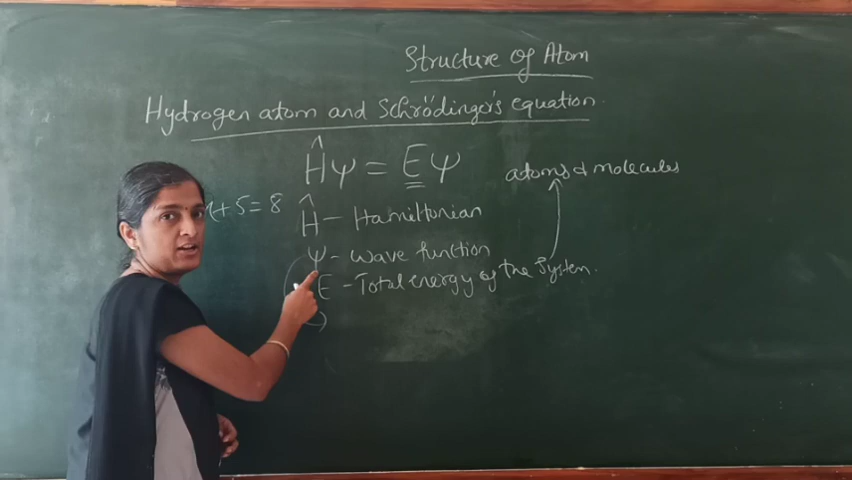 Structure of Atom
Hydrogen atom and Schrödinger's equation.
Ĥψ = Eψ
atoms & molecules
+ 5 = 8
Ĥ - Hamiltonian
ψ - wave function
E - Total energy of the System.